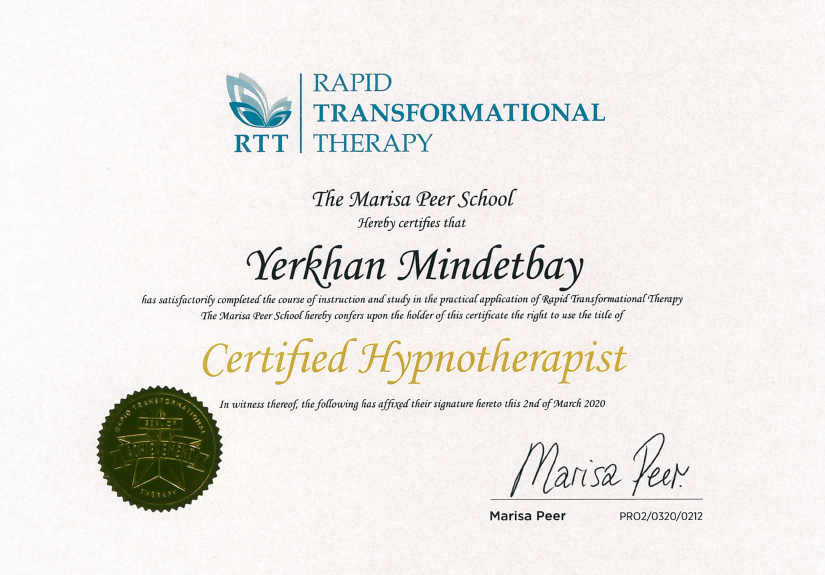 RAPID
TRANSFORMATIONAL
THERAPY
RTT
The Marisa Peer School
Hereby certifies that
Yerkhan Mindetbay
has satisfactorily completed the course of instruction and study in the practical application of Rapid Transformational Therapy
The Marisa Peer School hereby confers upon the holder of this certificate the right to use the title of
Certified Hypnotherapist
In witness thereof, the following has affixed their signature hereto this 2nd of March 2020
RAPID TRANSFORMATIONAL
SEAL OF
ACHIEVEMENT
THERAPY
Marisa Peer.
Marisa Peer PRO2/0320/0212